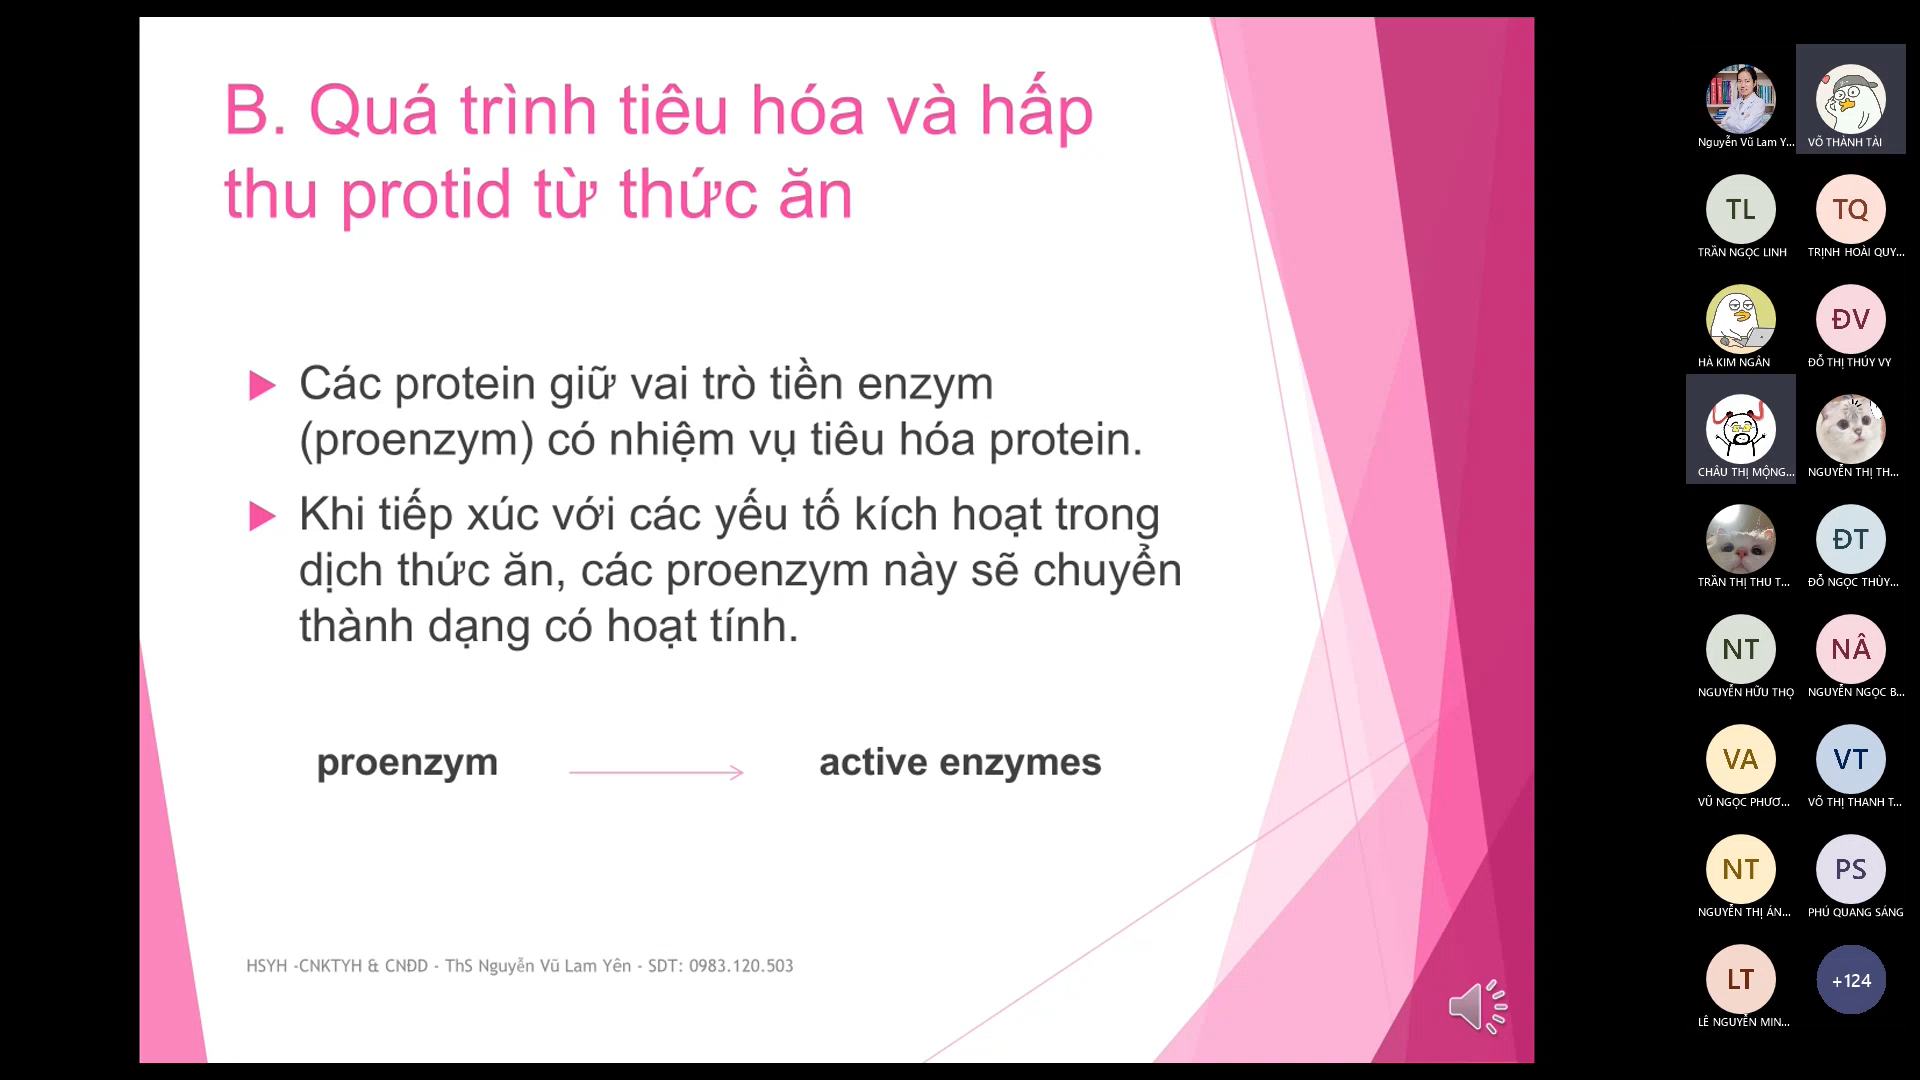 B. Quá trình tiêu hóa và hấp
thu protid từ thức ăn
Các protein giữ vai trò tiền enzym
(proenzym) có nhiệm vụ tiêu hóa protein.
Khi tiếp xúc với các yếu tố kích hoạt trong
dịch thức ăn, các proenzym này sẽ chuyển
thành dạng có hoạt tính.
proenzym
active enzymes
HSYH -CNKTYH & CNĐD - ThS Nguyễn Vũ Lam Yên - SDT: 0983.120.503
Nguyễn Vũ Lam Y...
VÕ THÀNH TÀI
TL
TRẦN NGỌC LINH
TQ
TRỊNH HOÀI QUY...
HÀ KIM NGÂN
ĐV
ĐỖ THỊ THÚY VY
CHÂU THỊ MỘNG...
NGUYỄN THỊ TH...
TRẦN THỊ THU T...
ĐT
ĐỖ NGỌC THÙY...
NT
NGUYỄN HỮU THỌ
NÂ
NGUYỄN NGỌC B...
VA
VŨ NGỌC PHƯƠ...
VT
VÕ THỊ THANH T...
NT
NGUYỄN THỊ ÁN...
PS
PHÚ QUANG SÁNG
LT
LÊ NGUYỄN MIN...
+124